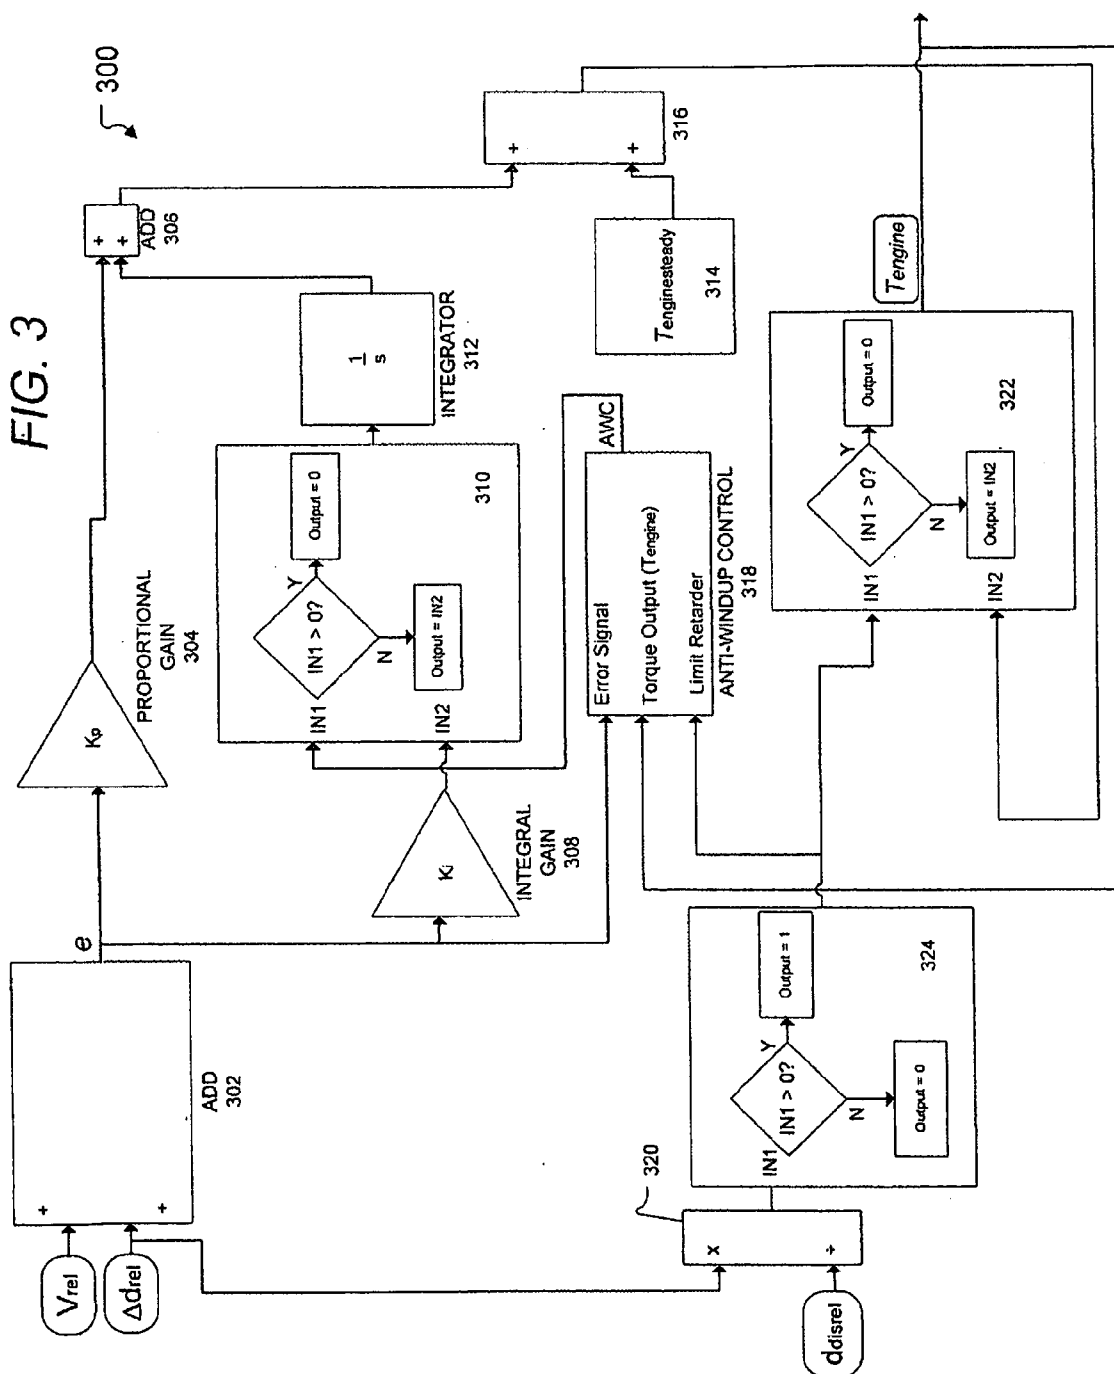 FIG. 3
300
Vrel
Δdrel
+
+
ADD
302
e
Kp
PROPORTIONAL
GAIN
304
+
+
ADD
306
Ki
INTEGRAL
GAIN
308
IN1
IN2
IN1 > 0?
Y
N
Output = 0
Output = IN2
310
1
s
INTEGRATOR
312
Tenginesteady
314
+
+
316
Error Signal
Torque Output (Tengine)
Limit Retarder
AWC
ANTI-WINDUP CONTROL
318
ddisrel
x
÷
320
IN1
IN1 > 0?
Y
N
Output = 1
Output = 0
324
IN1
IN2
IN1 > 0?
Y
N
Output = 0
Output = IN2
322
Tengine